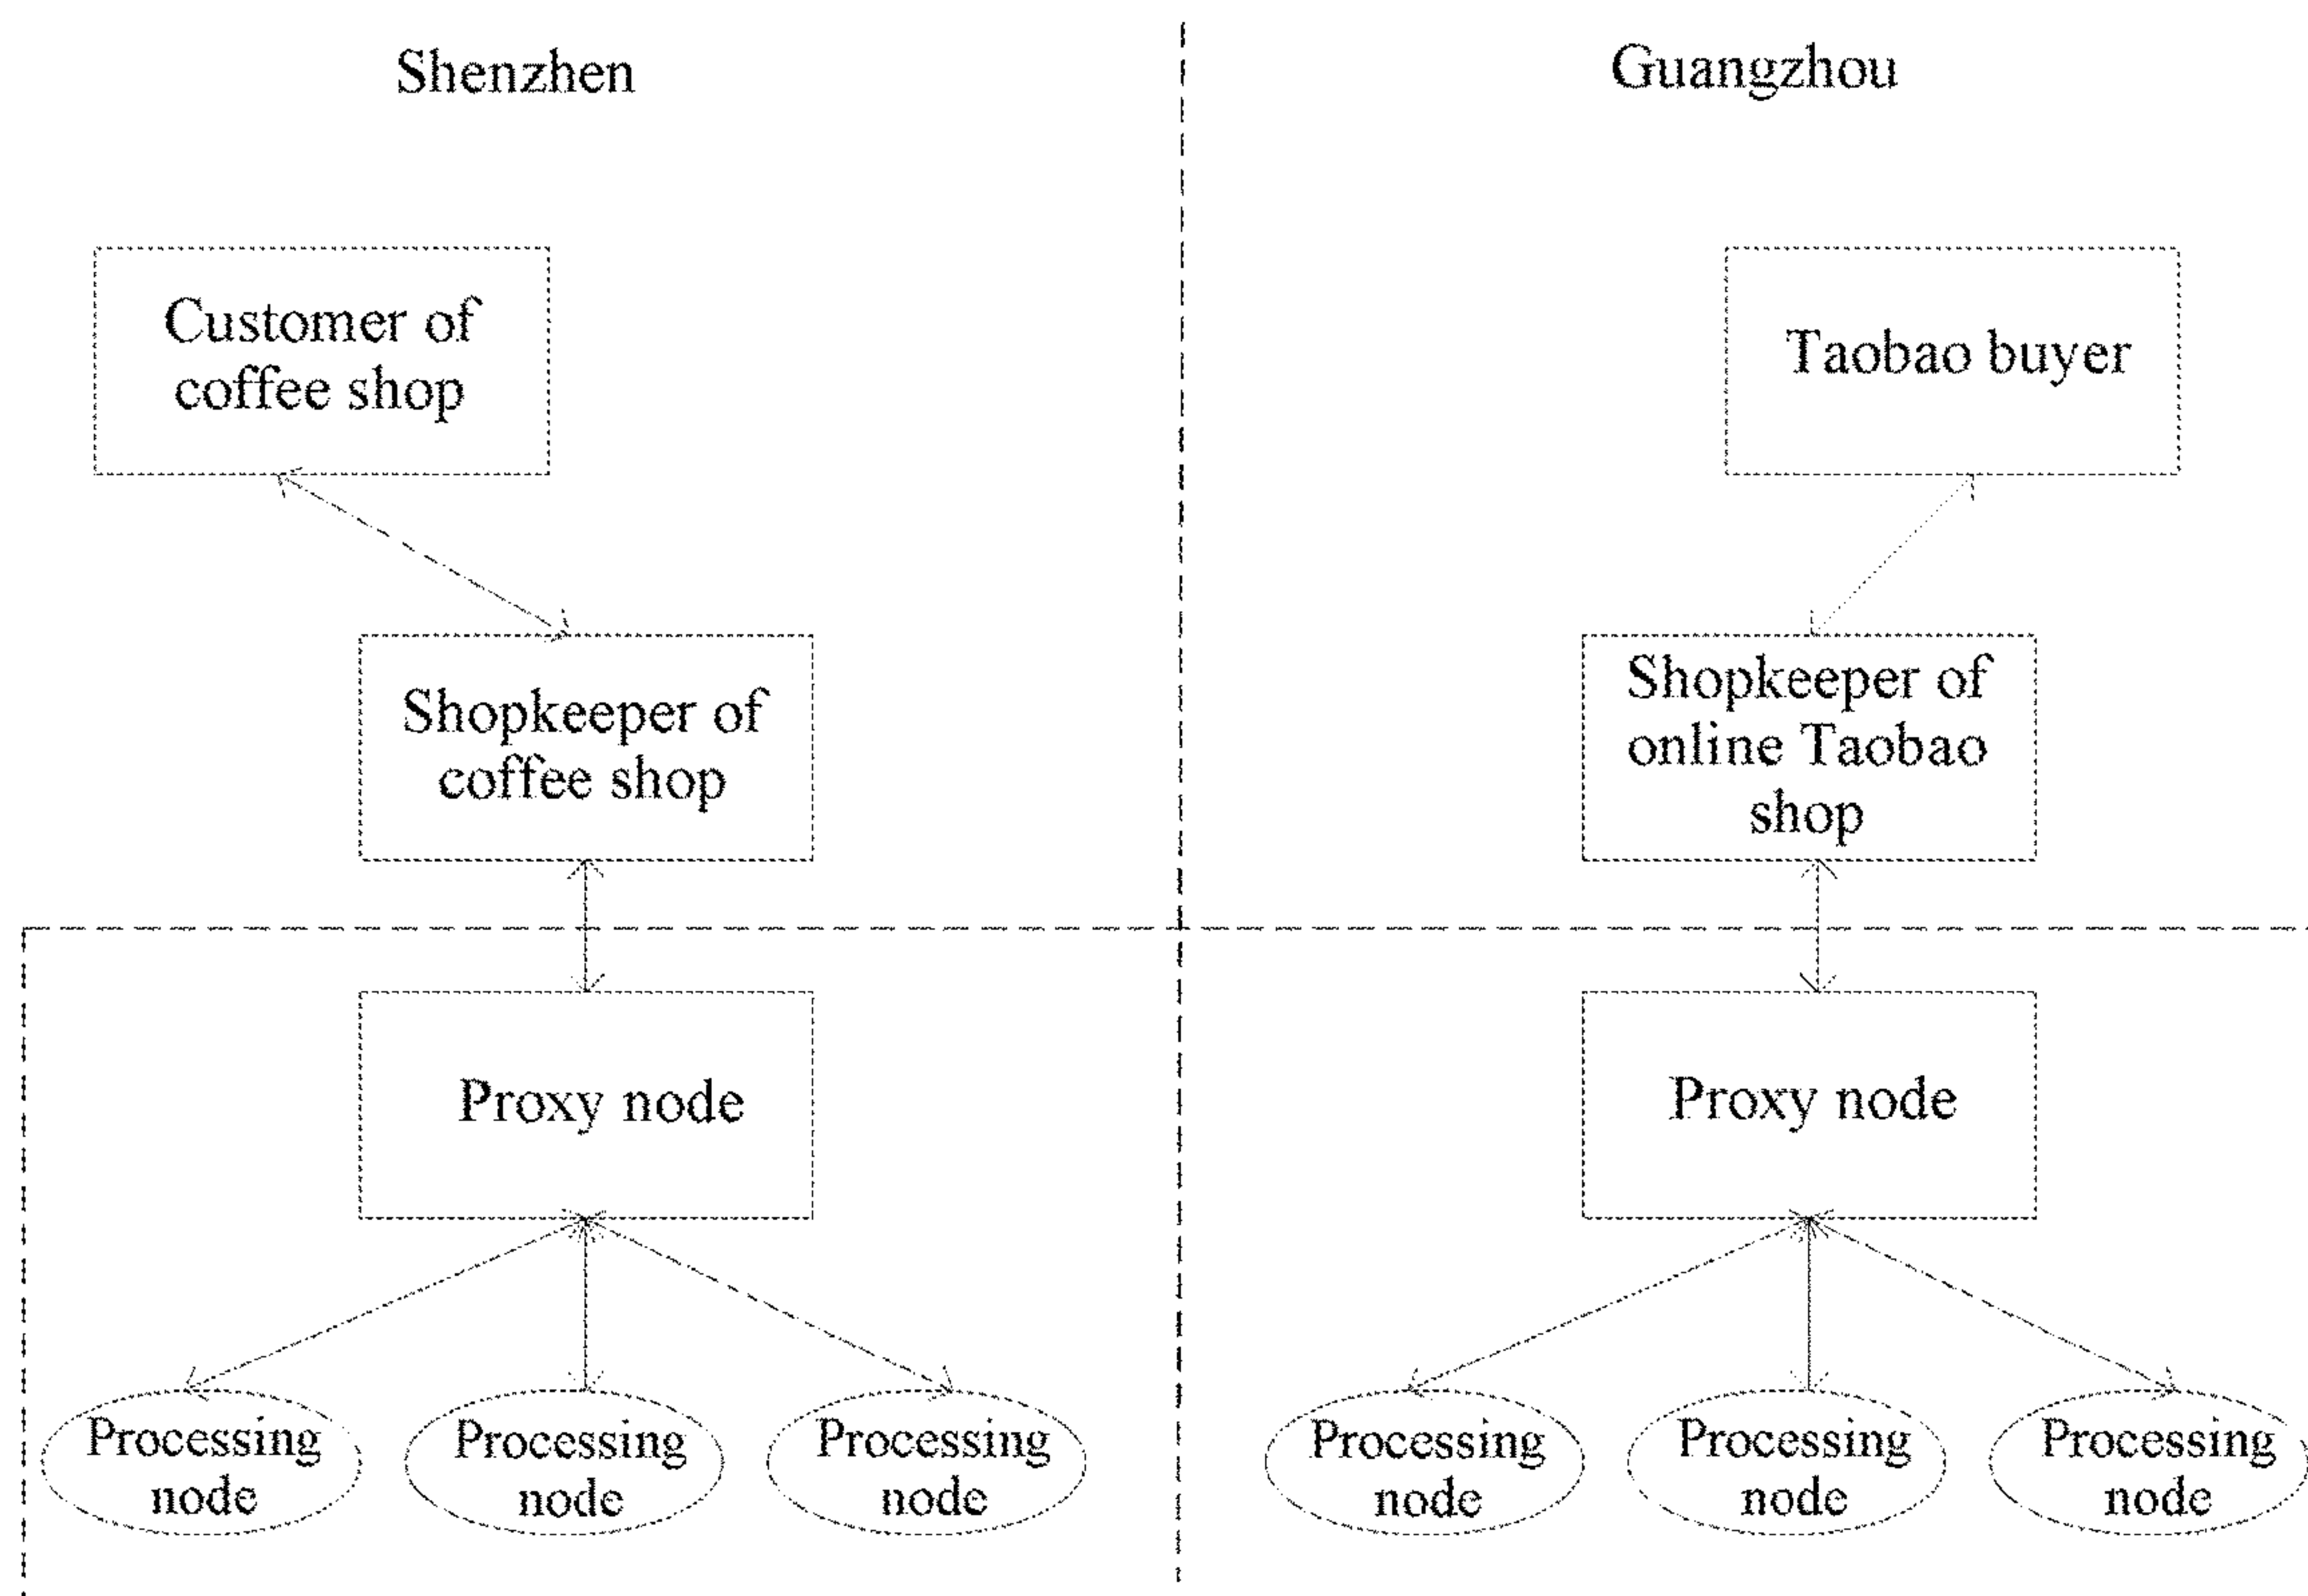 Shenzhen
Guangzhou
Customer of
coffee shop
Taobao buyer
Shopkeeper of
coffee shop
Shopkeeper of
online Taobao
shop
Proxy node
Proxy node
Processing
node
Processing
node
Processing
node
Processing
node
Processing
node
Processing
node